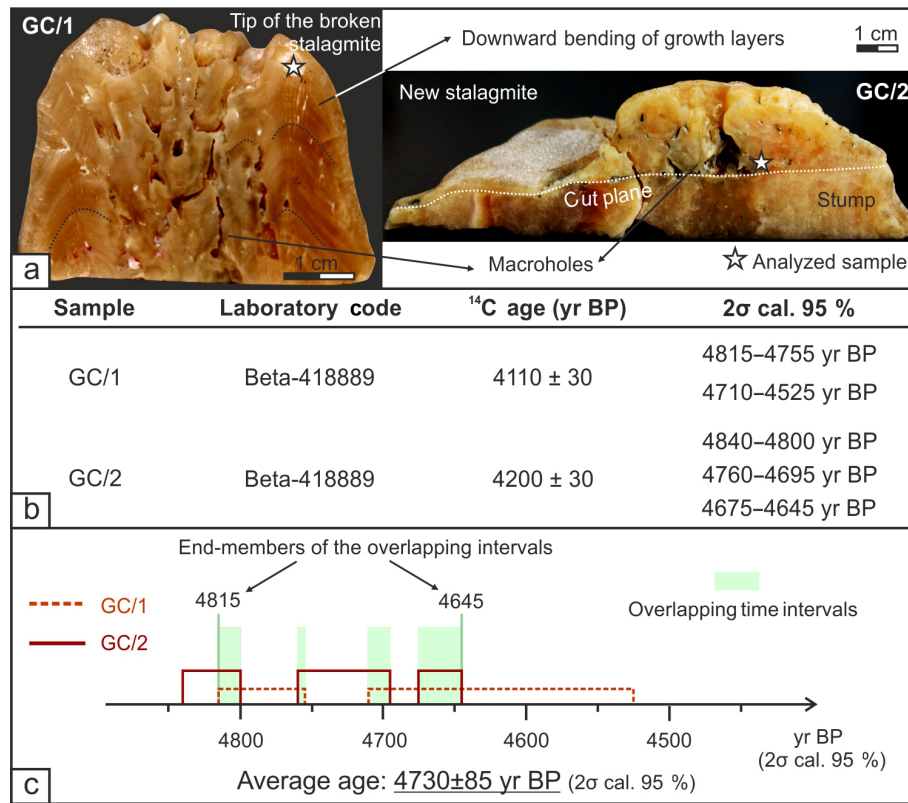 GC/1
Tip of the broken
stalagmite
Downward bending of growth layers
1 cm
New stalagmite
GC/2
Cut plane
Stump
1 cm
Macroholes
Analyzed sample
a
Sample Laboratory code ¹⁴C age (yr BP) 2σ cal. 95 %
GC/1 Beta-418889 4110 ± 30
4815–4755 yr BP
4710–4525 yr BP
GC/2 Beta-418889 4200 ± 30
4840–4800 yr BP
4760–4695 yr BP
4675–4645 yr BP
b
End-members of the overlapping intervals
4815 4645
GC/1
GC/2
Overlapping time intervals
4800 4700 4600 4500 yr BP
(2σ cal. 95 %)
Average age: 4730±85 yr BP (2σ cal. 95 %)
c